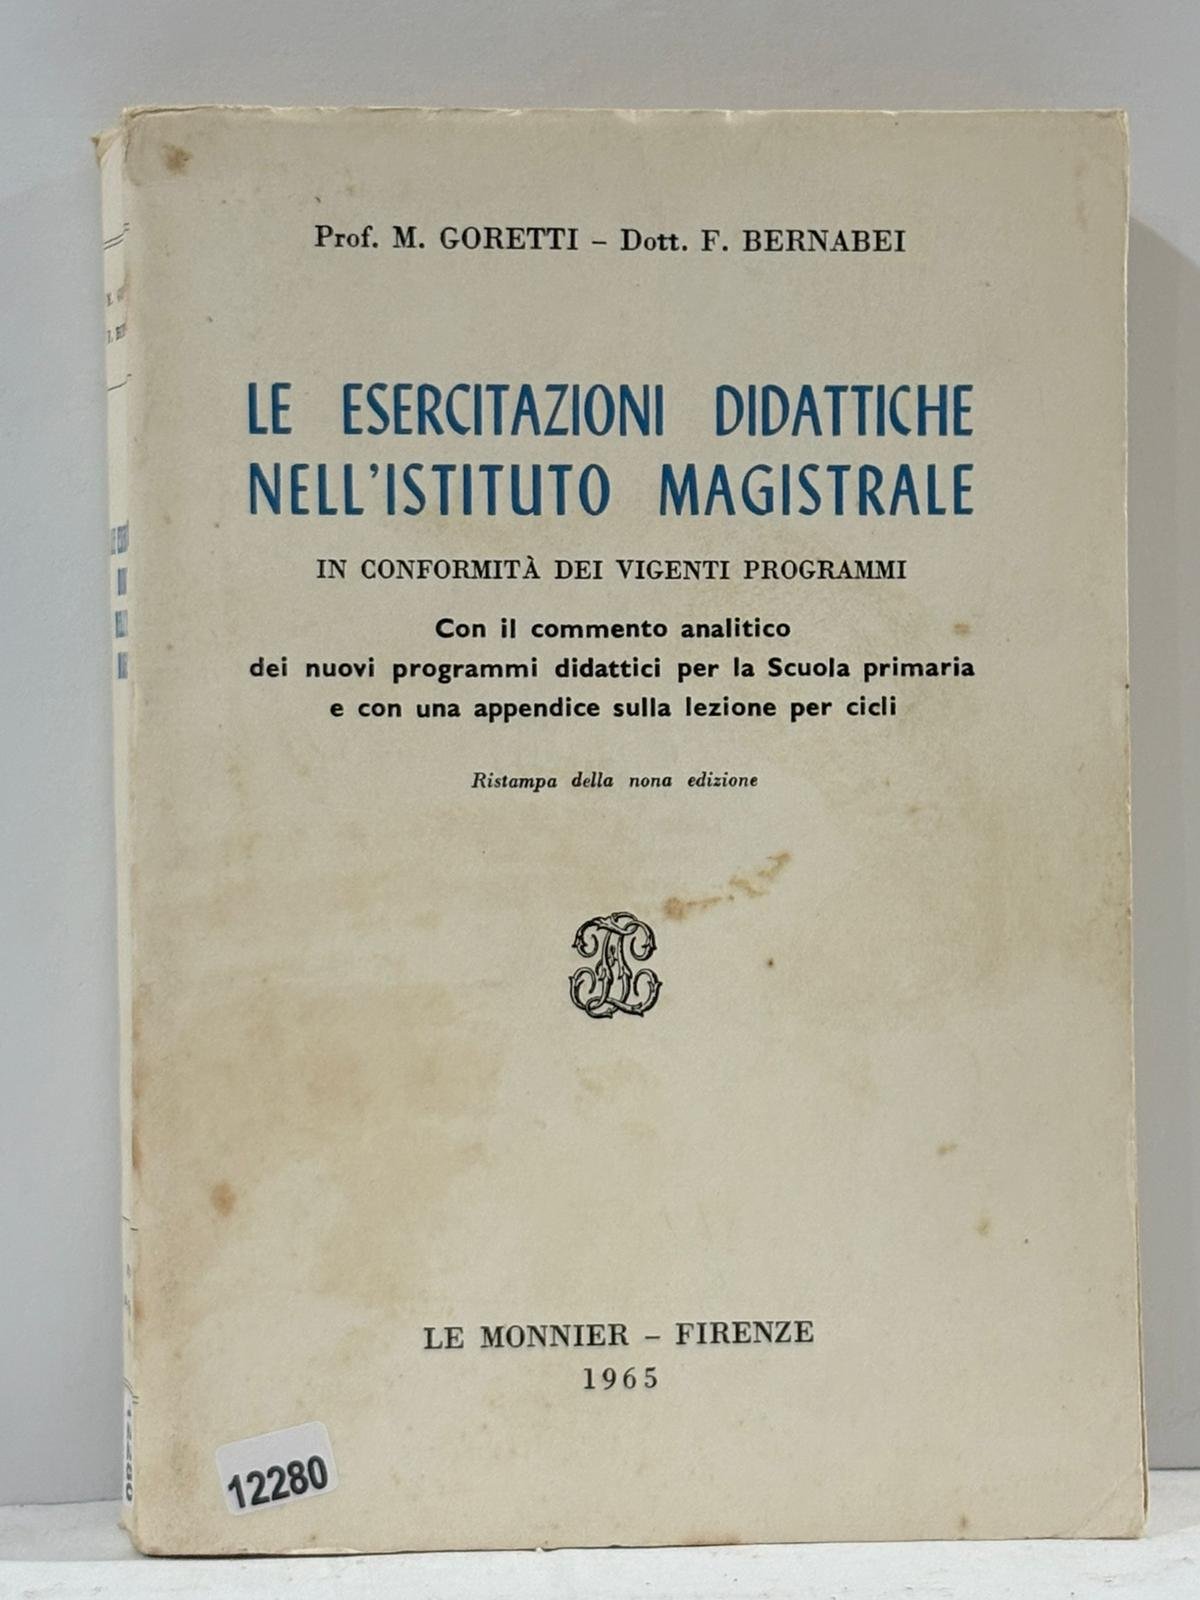 Prof. M. GORETTI – Dott. F. BERNABEI
LE ESERCITAZIONI DIDATTICHE
NELL'ISTITUTO MAGISTRALE
IN CONFORMITÀ DEI VIGENTI PROGRAMMI
Con il commento analitico
dei nuovi programmi didattici per la Scuola primaria
e con una appendice sulla lezione per cicli
Ristampa della nona edizione
LE MONNIER – FIRENZE
1965
12280
12280